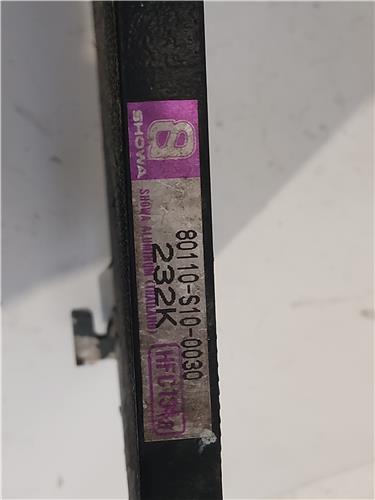 SHOWA
SHOWA ALUMINUM (THAILAND)
80110-S10-0030
232K
HFC134a